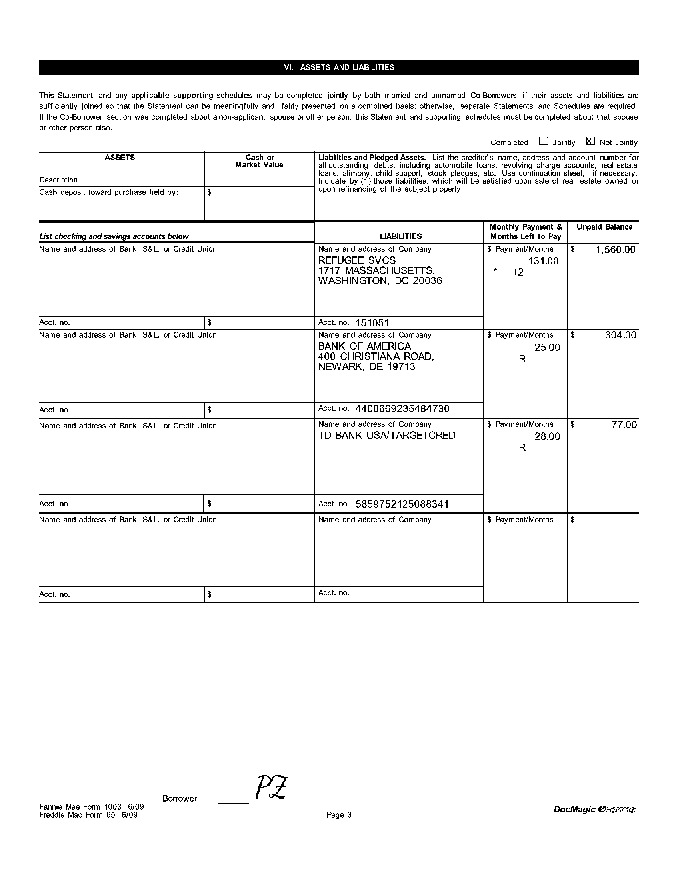 VI. ASSETS AND LIABILITIES
This Statement and any applicable supporting schedules may be completed jointly by both married and unmarried Co-Borrowers if their assets and liabilities are
sufficiently joined so that the Statement can be meaningfully and fairly presented on a combined basis; otherwise, separate Statements and Schedules are required.
If the Co-Borrower section was completed about a non-applicant spouse or other person, this Statement and supporting schedules must be completed about that spouse
or other person also.
Completed ☐ Jointly ☒ Not Jointly
ASSETS
Description
Cash or
Market Value
Liabilities and Pledged Assets. List the creditor's name, address and account number for
all outstanding debts, including automobile loans, revolving charge accounts, real estate
loans, alimony, child support, stock pledges, etc. Use continuation sheet, if necessary.
Indicate by (*) those liabilities, which will be satisfied upon sale of real estate owned or
upon refinancing of the subject property.
Cash deposit toward purchase held by: $
List checking and savings accounts below
LIABILITIES
Monthly Payment &
Months Left To Pay
Unpaid Balance
Name and address of Bank, S&L, or Credit Union
Name and address of Company
REFUGEE SVCS
1717 MASSACHUSETTS,
WASHINGTON, DC 20036
$ Payment/Months
131.00
* 12
$ 1,560.00
Acct. no. $
Acct. no. 151051
Name and address of Bank, S&L, or Credit Union
Name and address of Company
BANK OF AMERICA
400 CHRISTIANA ROAD,
NEWARK, DE 19713
$ Payment/Months
25.00
R
$ 304.00
Acct. no. $
Acct. no.
Name and address of Bank, S&L, or Credit Union
Name and address of Company
TD BANK USA/TARGETCRED
$ Payment/Months
28.00
R
$ 77.00
Acct. no. $
Acct. no. 5859752125088341
Name and address of Bank, S&L, or Credit Union
Name and address of Company
$ Payment/Months
$
Acct. no. $
Acct. no.
Borrower PZ
Fannie Mae Form 1003 6/09
Freddie Mac Form 65 6/09
Page 3
DocMagic